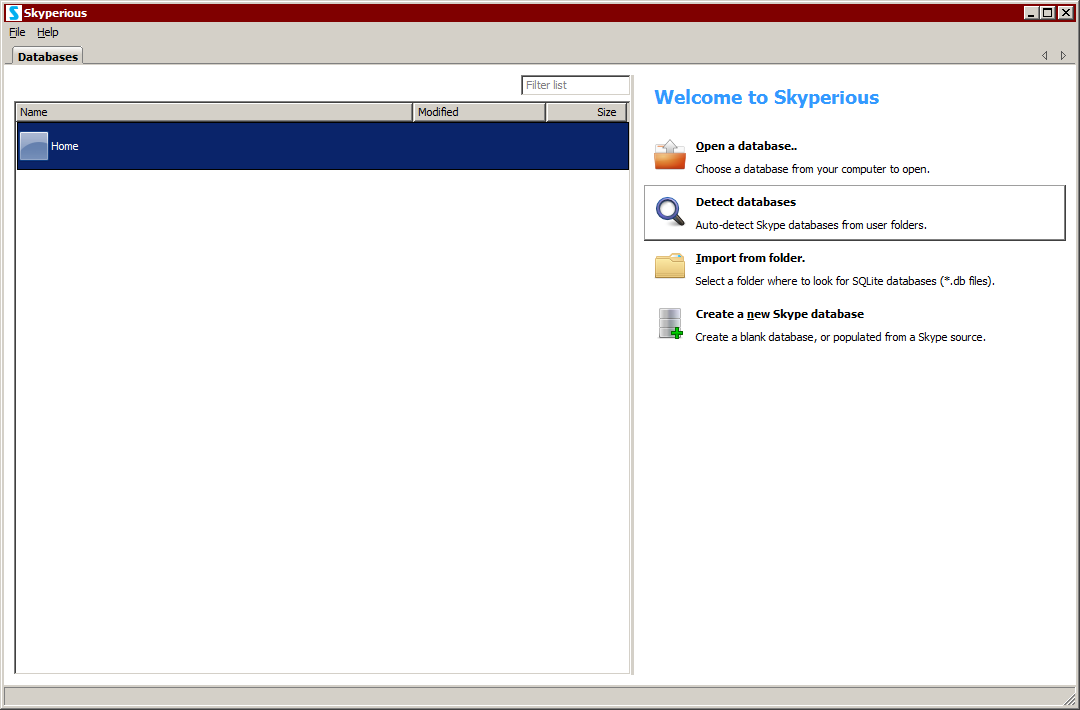 Skyperious
File Help
Databases
Filter list
Name Modified Size
Home
Welcome to Skyperious
Open a database..
Choose a database from your computer to open.
Detect databases
Auto-detect Skype databases from user folders.
Import from folder.
Select a folder where to look for SQLite databases (*.db files).
Create a new Skype database
Create a blank database, or populated from a Skype source.